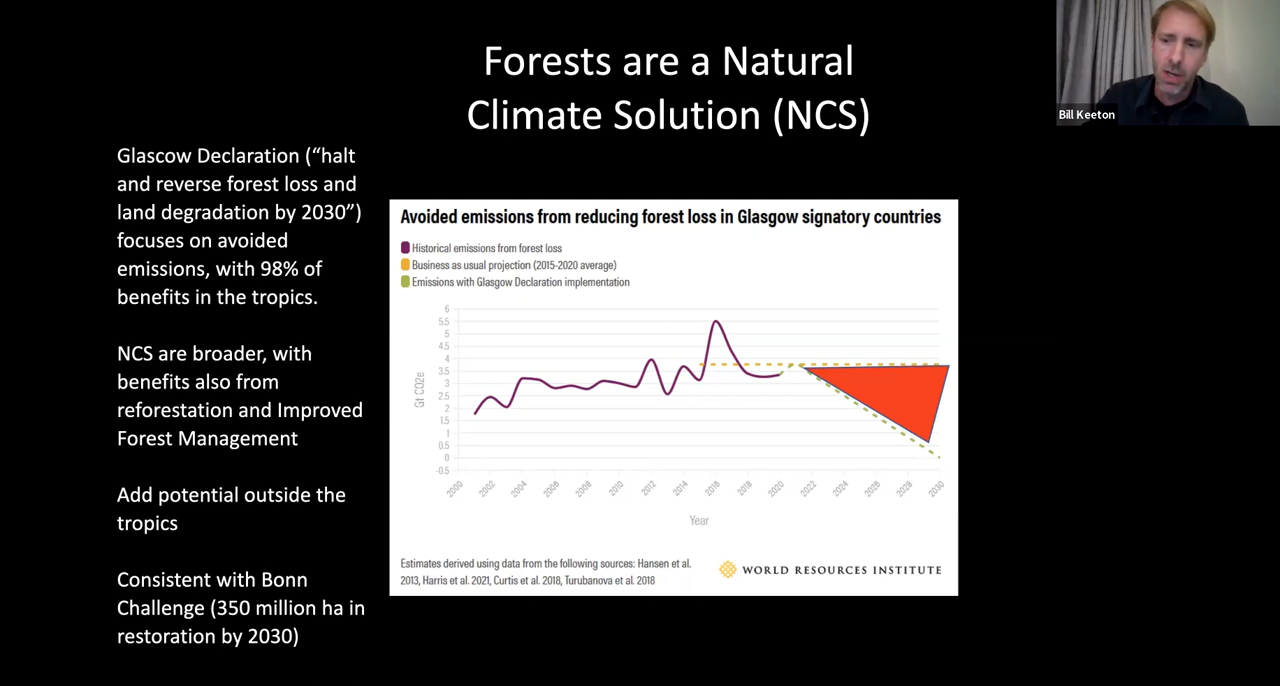 Forests are a Natural
Climate Solution (NCS)
Bill Keeton
Glascow Declaration (“halt
and reverse forest loss and
land degradation by 2030”)
focuses on avoided
emissions, with 98% of
benefits in the tropics.
NCS are broader, with
benefits also from
reforestation and Improved
Forest Management
Add potential outside the
tropics
Consistent with Bonn
Challenge (350 million ha in
restoration by 2030)
Avoided emissions from reducing forest loss in Glasgow signatory countries
Historical emissions from forest loss
Business as usual projection (2015-2020 average)
Emissions with Glasgow Declaration implementation
Gt CO2e
6
5.5
5
4.5
4
3.5
3
2.5
2
1.5
1
0.5
0
-0.5
2000
2002
2004
2006
2008
2010
2012
2014
2016
2018
2020
2022
2024
2026
2028
2030
Year
Estimates derived using data from the following sources: Hansen et al.
2013, Harris et al. 2021, Curtis et al. 2018, Turubanova et al. 2018
WORLD RESOURCES INSTITUTE